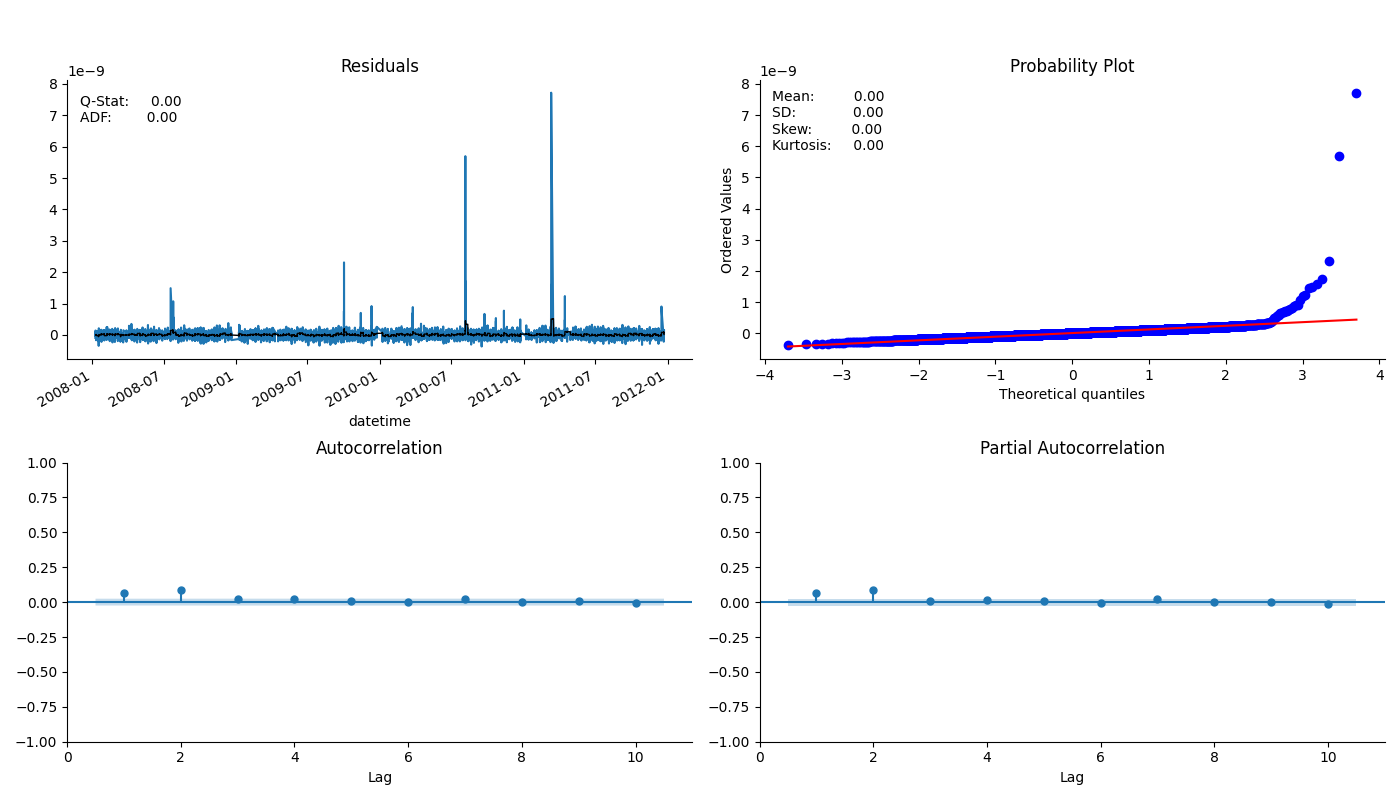 Residuals
1e−9
Q-Stat: 0.00
ADF: 0.00
8
7
6
5
4
3
2
1
0
2008-01
2008-07
2009-01
2009-07
2010-01
2010-07
2011-01
2011-07
2012-01
datetime
Probability Plot
1e−9
Mean: 0.00
SD: 0.00
Skew: 0.00
Kurtosis: 0.00
Ordered Values
8
7
6
5
4
3
2
1
0
−4 −3 −2 −1 0 1 2 3 4
Theoretical quantiles
Autocorrelation
1.00
0.75
0.50
0.25
0.00
−0.25
−0.50
−0.75
−1.00
0 2 4 6 8 10
Lag
Partial Autocorrelation
1.00
0.75
0.50
0.25
0.00
−0.25
−0.50
−0.75
−1.00
0 2 4 6 8 10
Lag